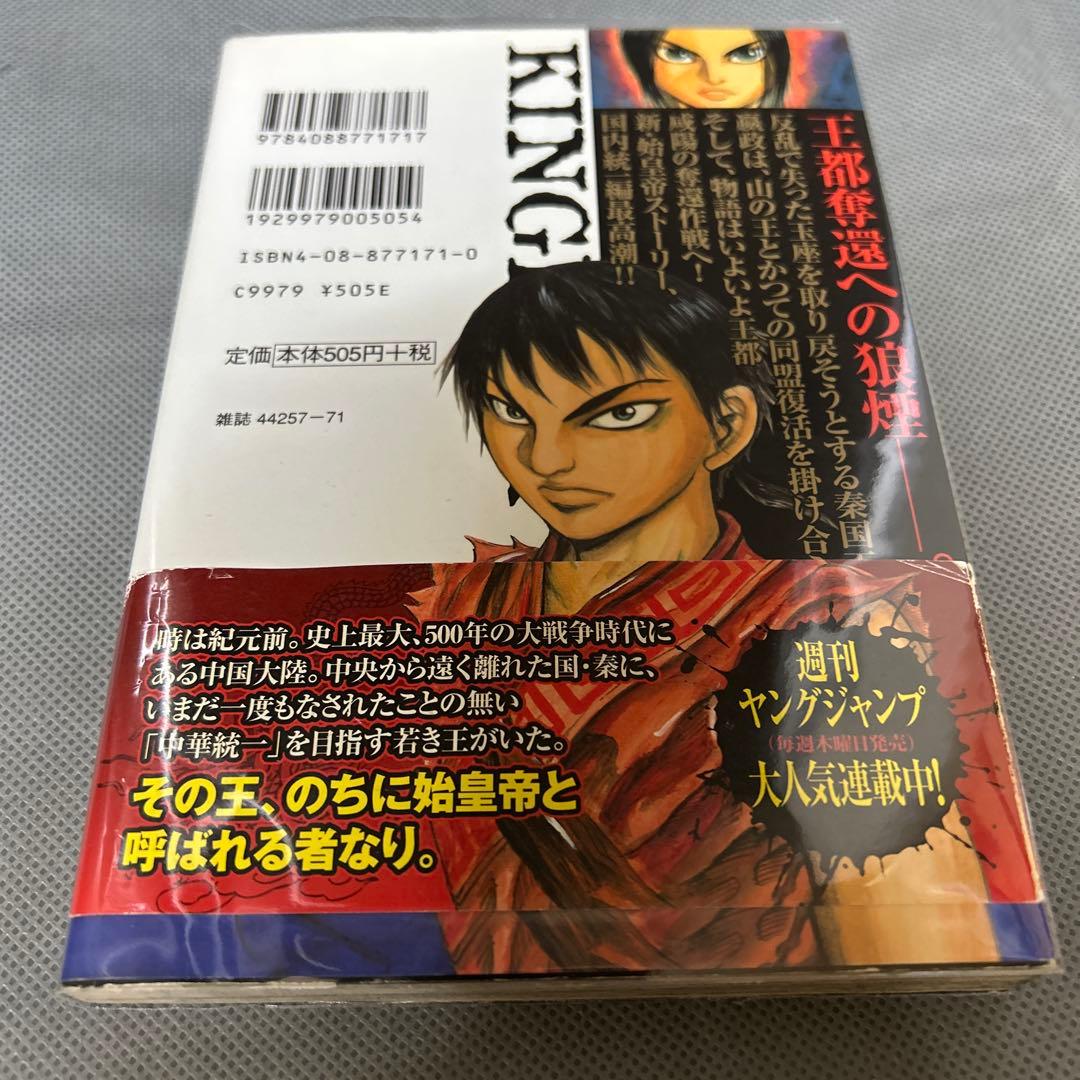 9784088771717
1929979005054
ISBN4-08-877171-0
C9979 ¥505E
定価 本体505円+税
雑誌 44257-71
KING
王都奪還への狼煙――
反乱で失った玉座を取り戻そうとする秦国
嬴政は、山の王とかつての同盟復活を掛け合
そして、物語はいよいよ王都
咸陽の奪還作戦へ!
新・始皇帝ストーリー、
国内統一編最高潮!!
時は紀元前。史上最大、500年の大戦争時代に
ある中国大陸。中央から遠く離れた国・秦に、
いまだ一度もなされたことの無い
「中華統一」を目指す若き王がいた。
その王、のちに始皇帝と
呼ばれる者なり。
週刊
ヤングジャンプ
(毎週木曜日発売)
大人気連載中!